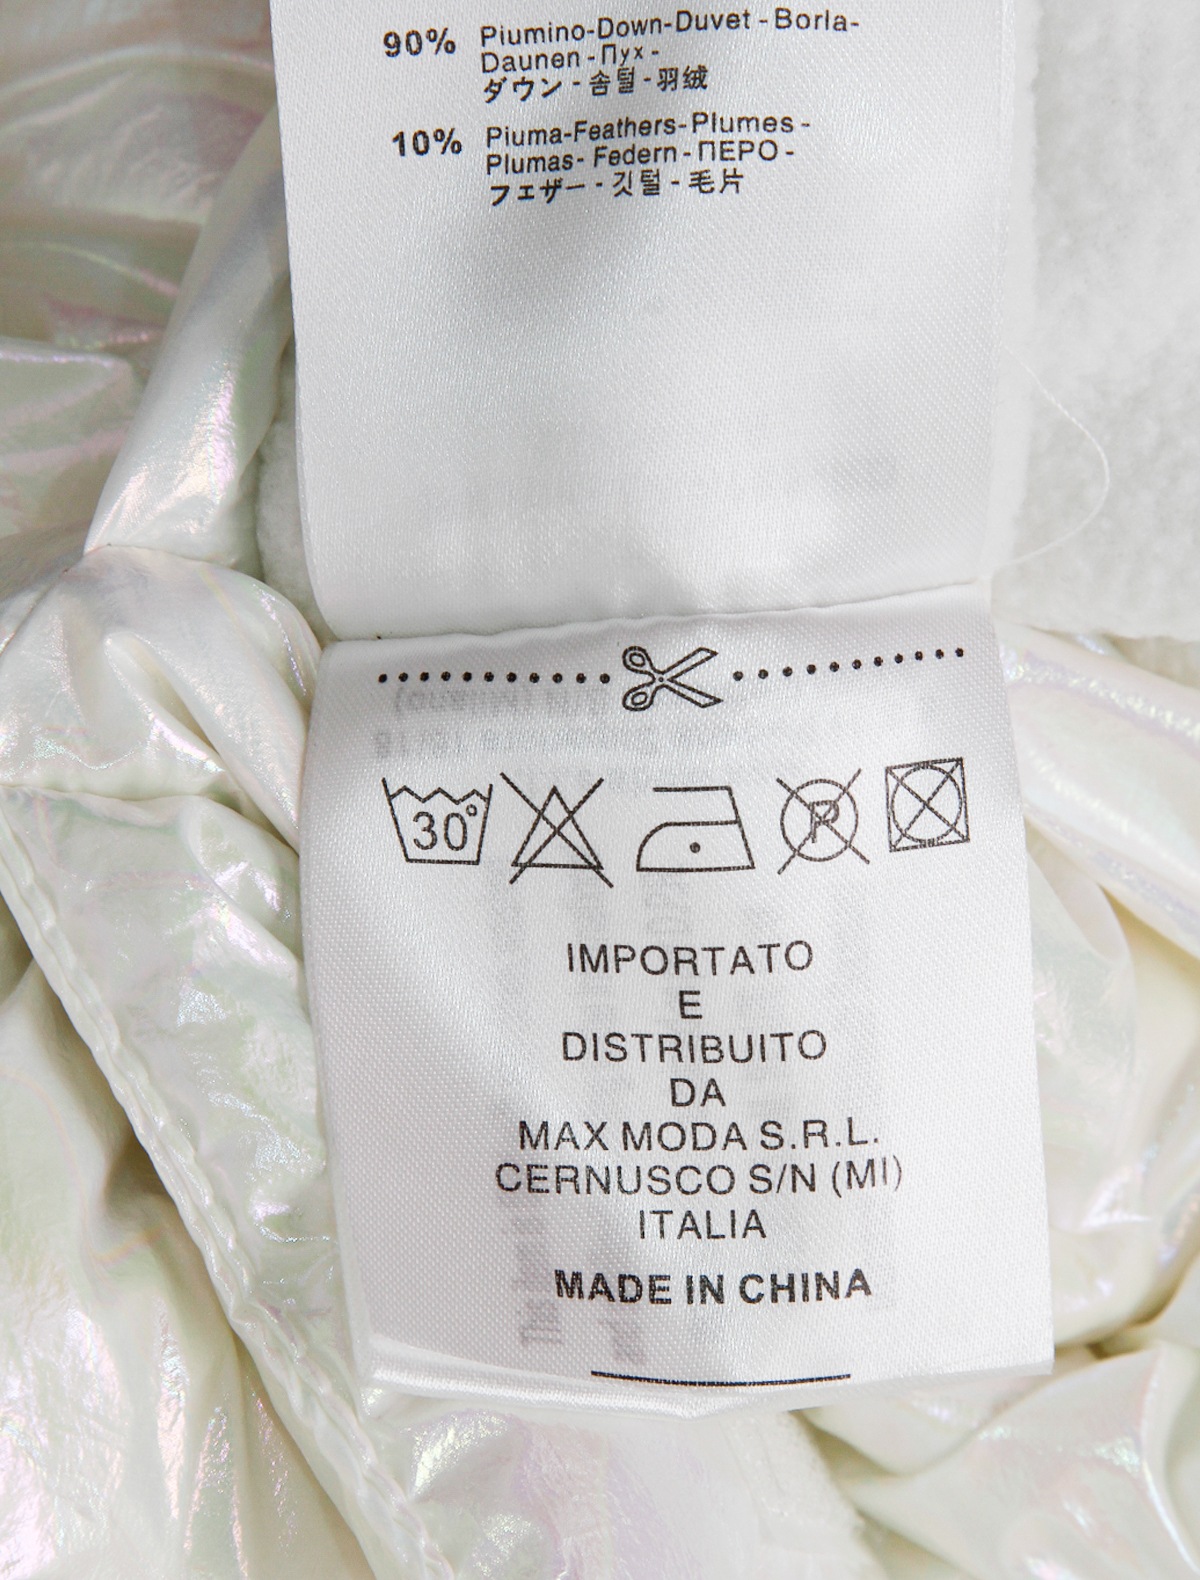 90% Piumino-Down-Duvet-Borla-
Daunen-Пух-
ダウン-솜털-羽绒
10% Piuma-Feathers-Plumes-
Plumas-Federn-ПЕРО-
フェザー-깃털-毛片
30°
P
IMPORTATO
E
DISTRIBUITO
DA
MAX MODA S.R.L.
CERNUSCO S/N (MI)
ITALIA
MADE IN CHINA